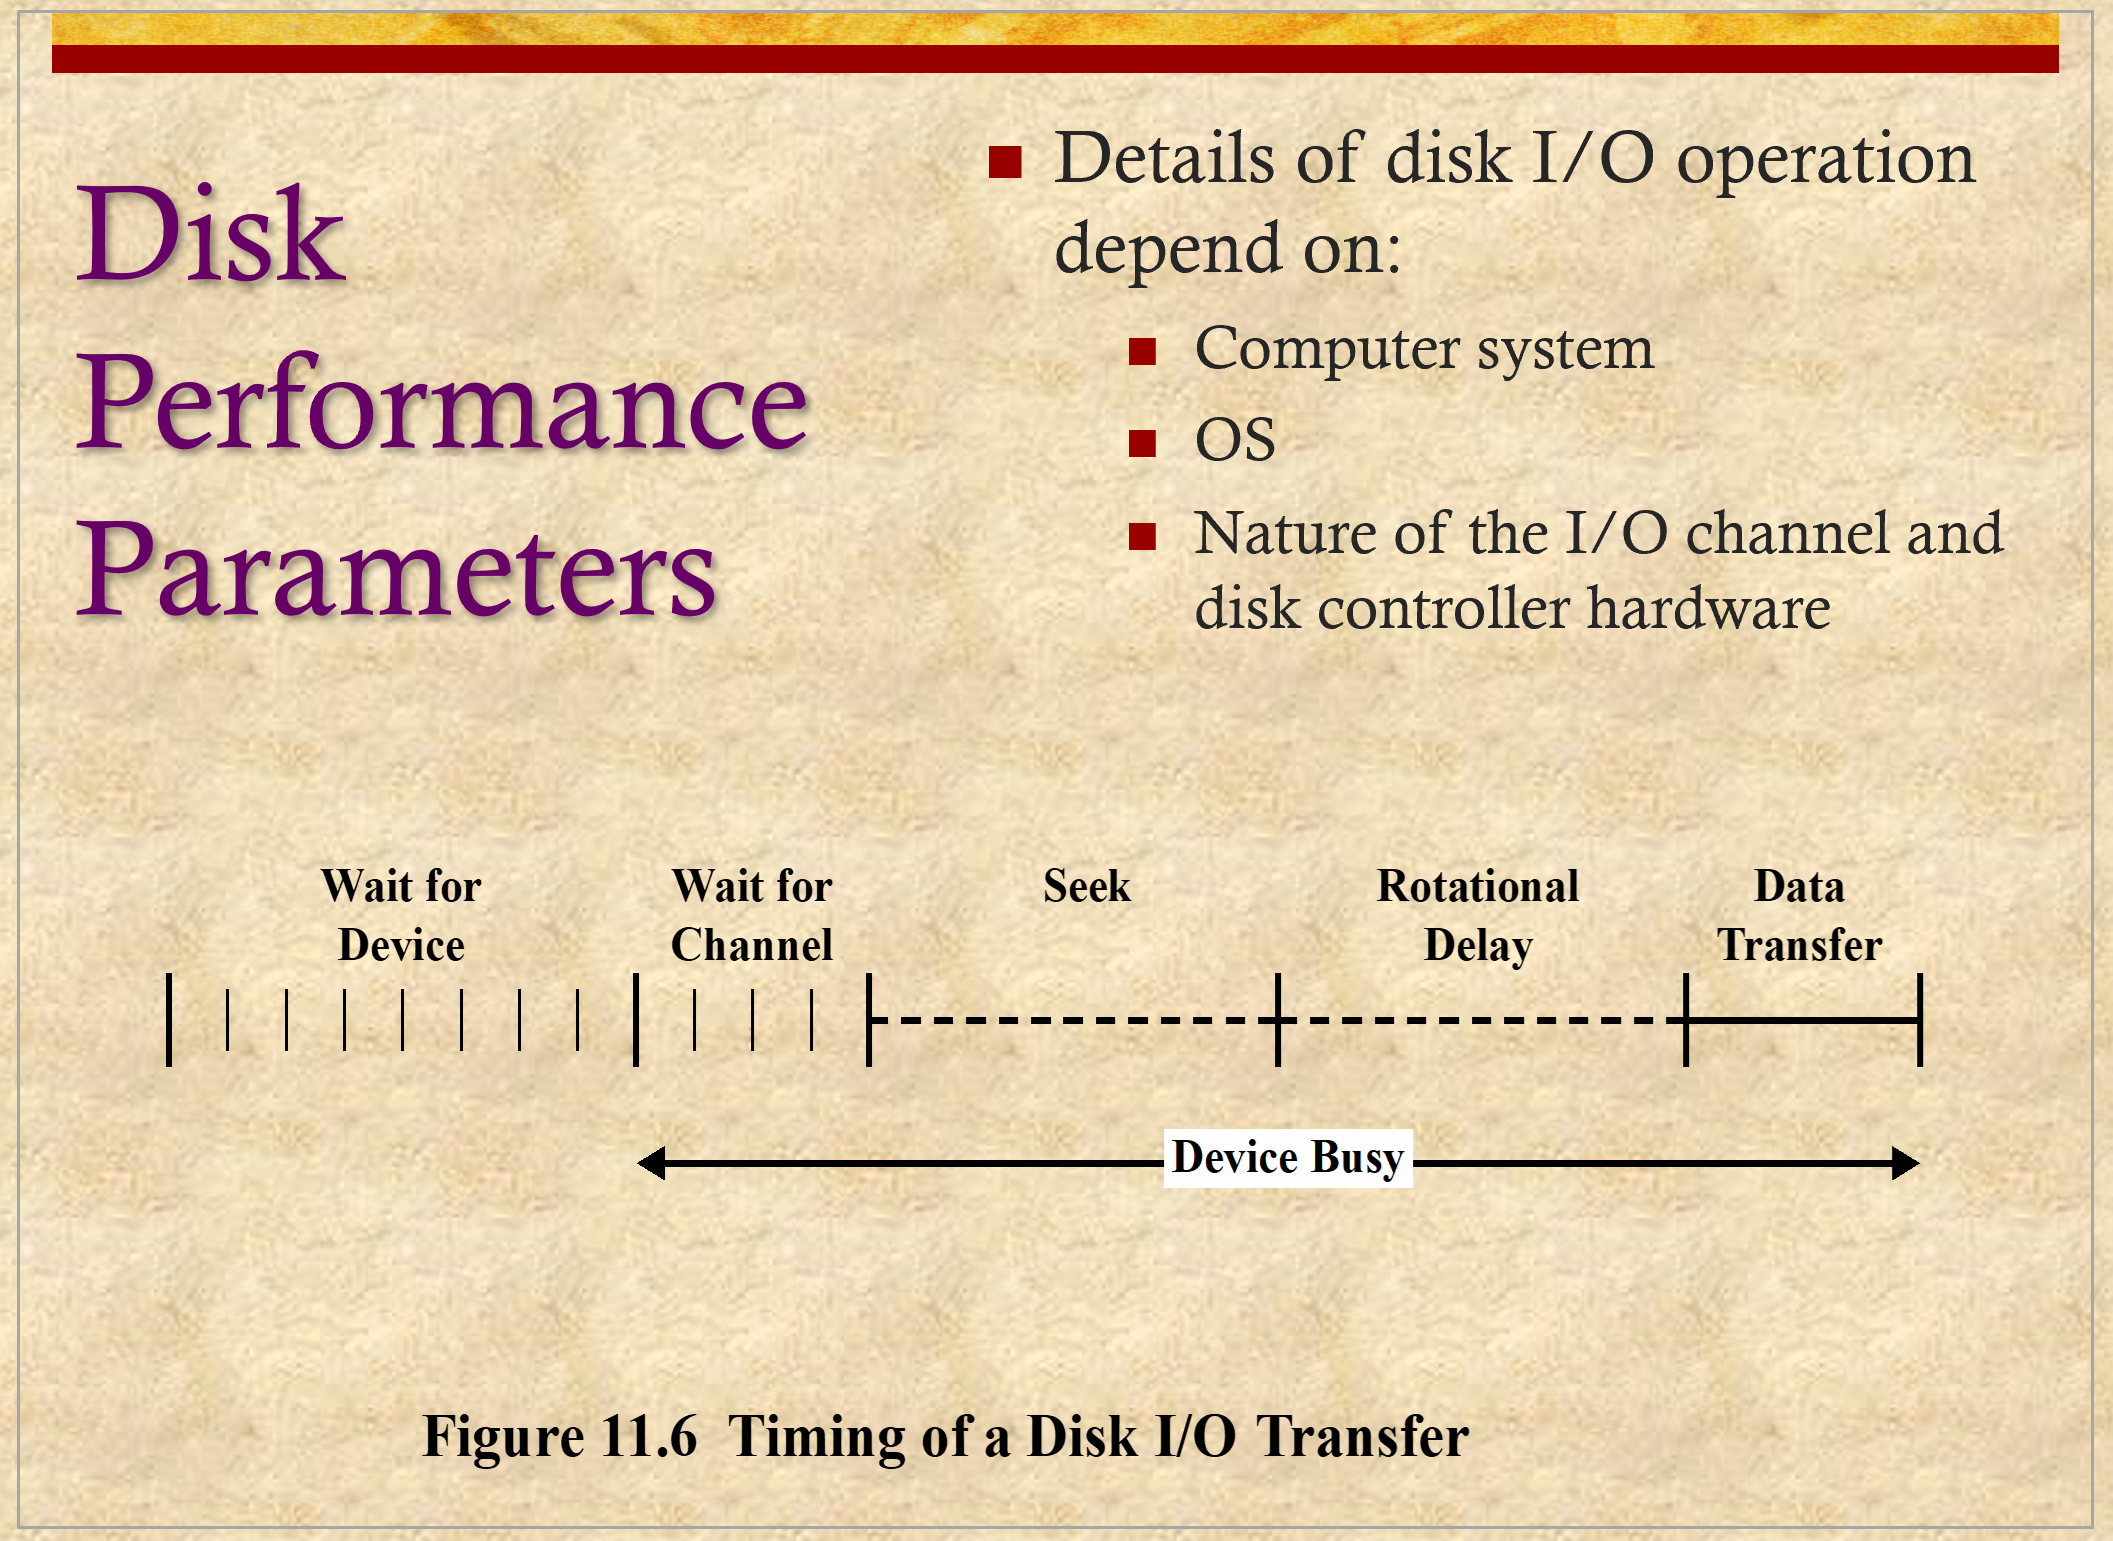 Disk
Performance
Parameters
Details of disk I/O operation
depend on:
Computer system
OS
Nature of the I/O channel and
disk controller hardware
Wait for
Device
Wait for
Channel
Seek
Rotational
Delay
Data
Transfer
Device Busy
Figure 11.6 Timing of a Disk I/O Transfer